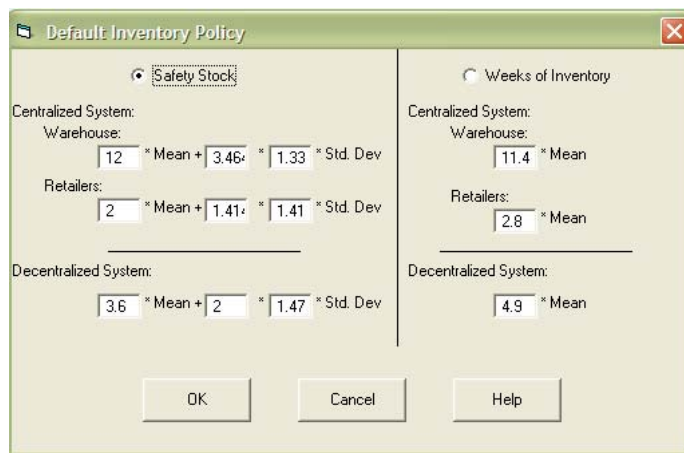 Default Inventory Policy
Safety Stock
Centralized System:
Warehouse:
12 * Mean + 3.464 * 1.33 * Std. Dev
Retailers:
2 * Mean + 1.414 * 1.41 * Std. Dev
Decentralized System:
3.6 * Mean + 2 * 1.47 * Std. Dev
Weeks of Inventory
Centralized System:
Warehouse:
11.4 * Mean
Retailers:
2.8 * Mean
Decentralized System:
4.9 * Mean
OK Cancel Help